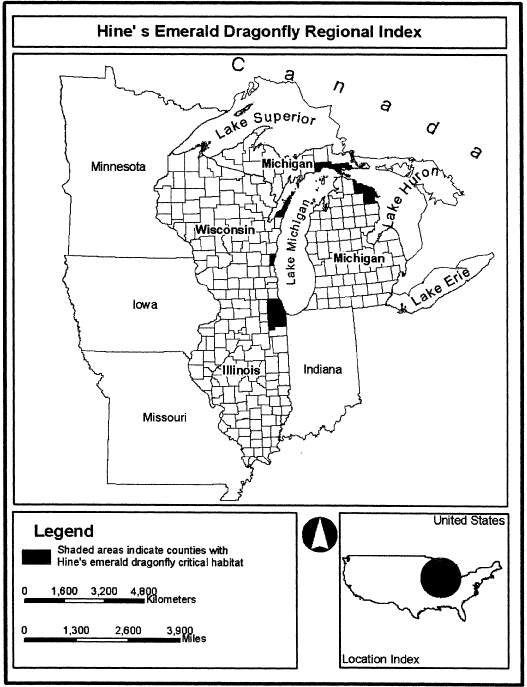 Hine' s Emerald Dragonfly Regional Index
Canada
Lake Superior
Minnesota
Michigan
Lake Huron
Wisconsin
Lake Michigan
Michigan
Lake Erie
Iowa
Illinois
Indiana
Missouri
Legend
Shaded areas indicate counties with
Hine's emerald dragonfly critical habitat
0 1,600 3,200 4,800
Kilometers
0 1,300 2,600 3,900
Miles
United States
Location Index